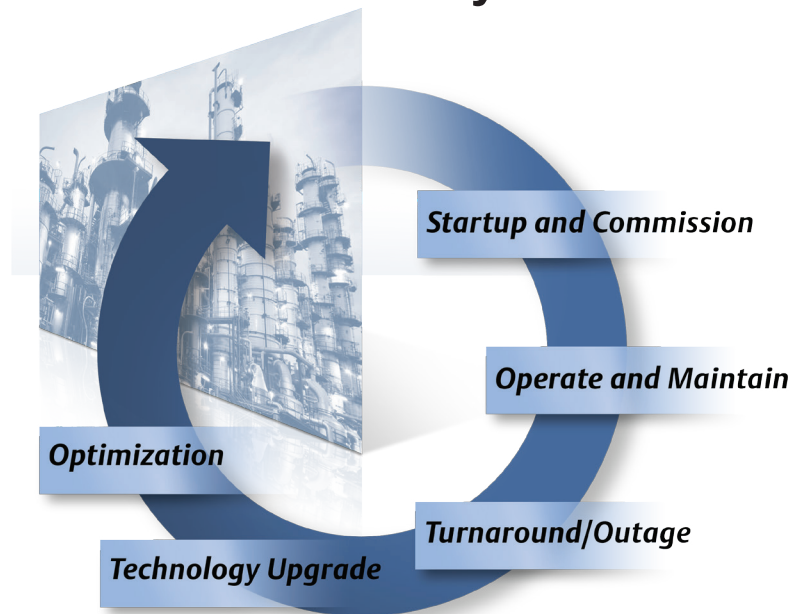 Startup and Commission
Operate and Maintain
Turnaround/Outage
Technology Upgrade
Optimization